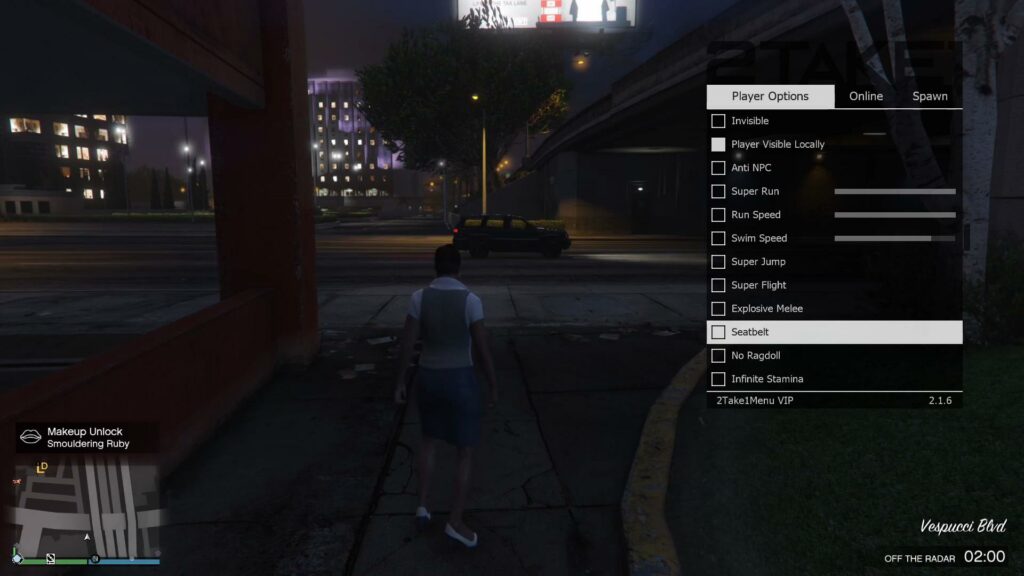 2TAKE1
Player Options Online Spawn
Invisible
Player Visible Locally
Anti NPC
Super Run
Run Speed
Swim Speed
Super Jump
Super Flight
Explosive Melee
Seatbelt
No Ragdoll
Infinite Stamina
2Take1Menu VIP 2.1.6
Makeup Unlock
Smouldering Ruby
D
Vespucci Blvd
OFF THE RADAR 02:00